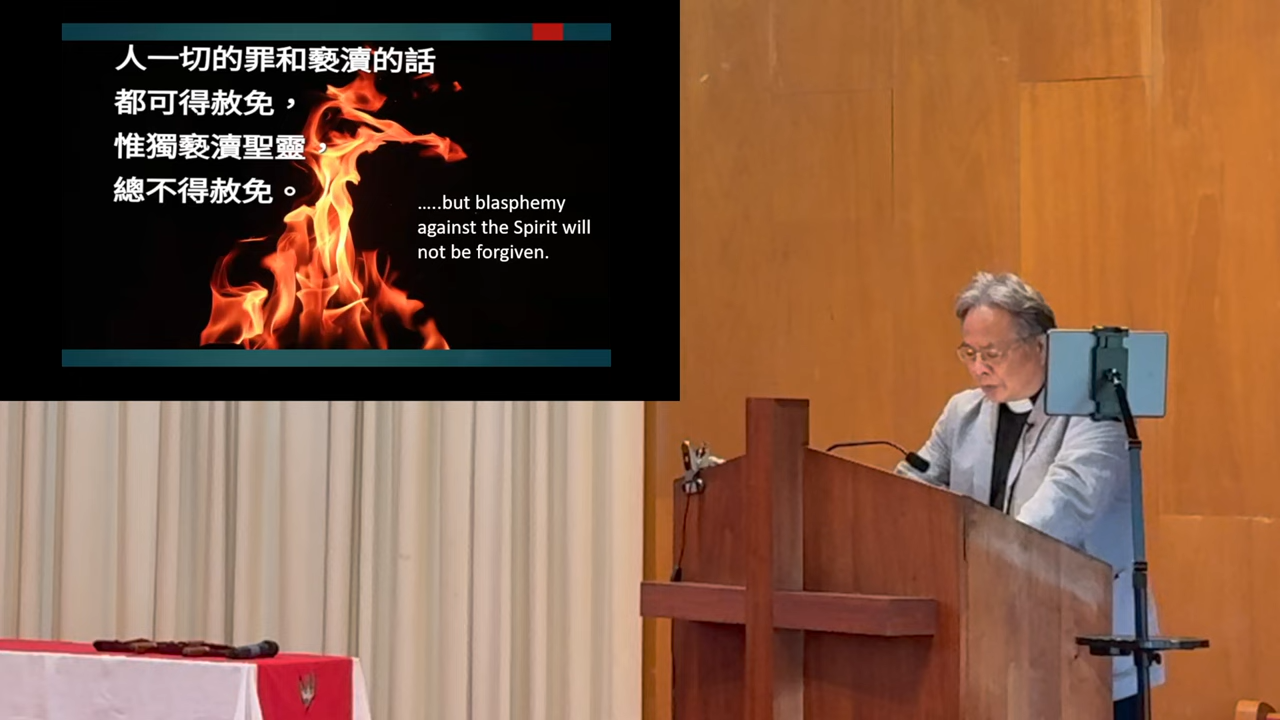 人一切的罪和褻瀆的話
都可得赦免，
惟獨褻瀆聖靈，
總不得赦免。
.....but blasphemy
against the Spirit will
not be forgiven.